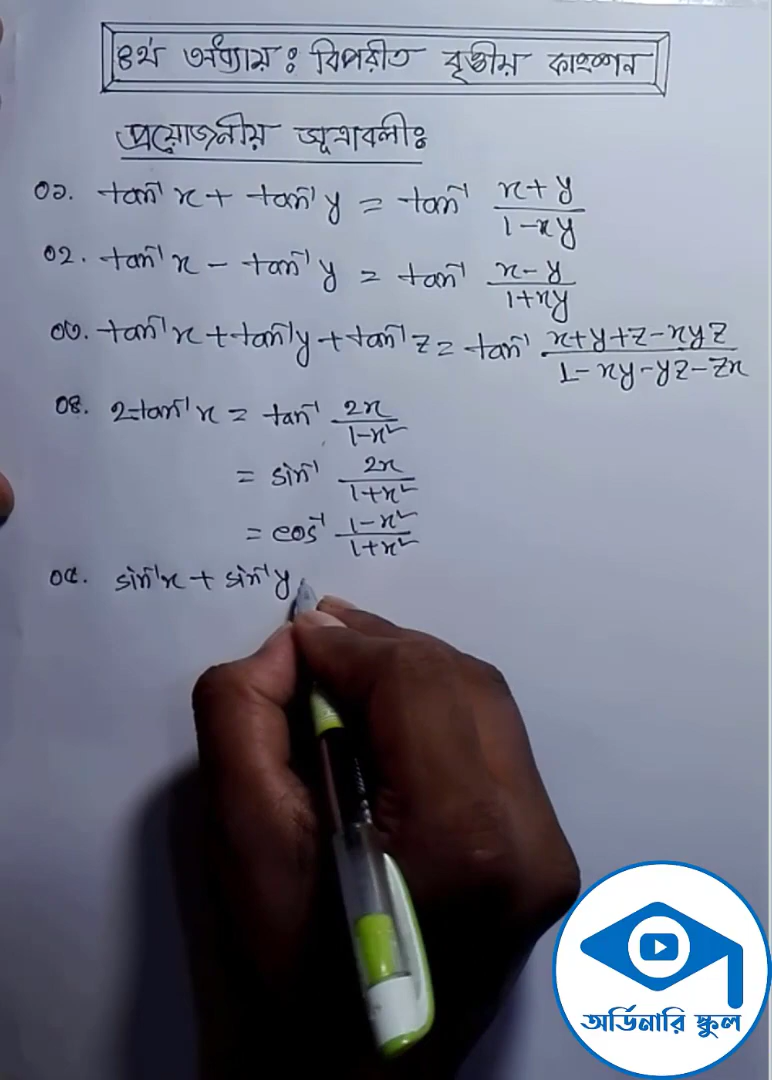 ৪র্থ অধ্যায়ঃ বিপরীত বৃত্তীয় ফাংশন
প্রয়োজনীয় সূত্রাবলীঃ
০১. tan⁻¹x + tan⁻¹y = tan⁻¹ (x+y)/(1-xy)
০২. tan⁻¹x - tan⁻¹y = tan⁻¹ (x-y)/(1+xy)
০৩. tan⁻¹x + tan⁻¹y + tan⁻¹z = tan⁻¹ (x+y+z-xyz)/(1-xy-yz-zx)
০৪. 2tan⁻¹x = tan⁻¹ 2x/(1-x²)
= sin⁻¹ 2x/(1+x²)
= cos⁻¹ (1-x²)/(1+x²)
০৫. sin⁻¹x + sin⁻¹y
অর্ডিনারি স্কুল